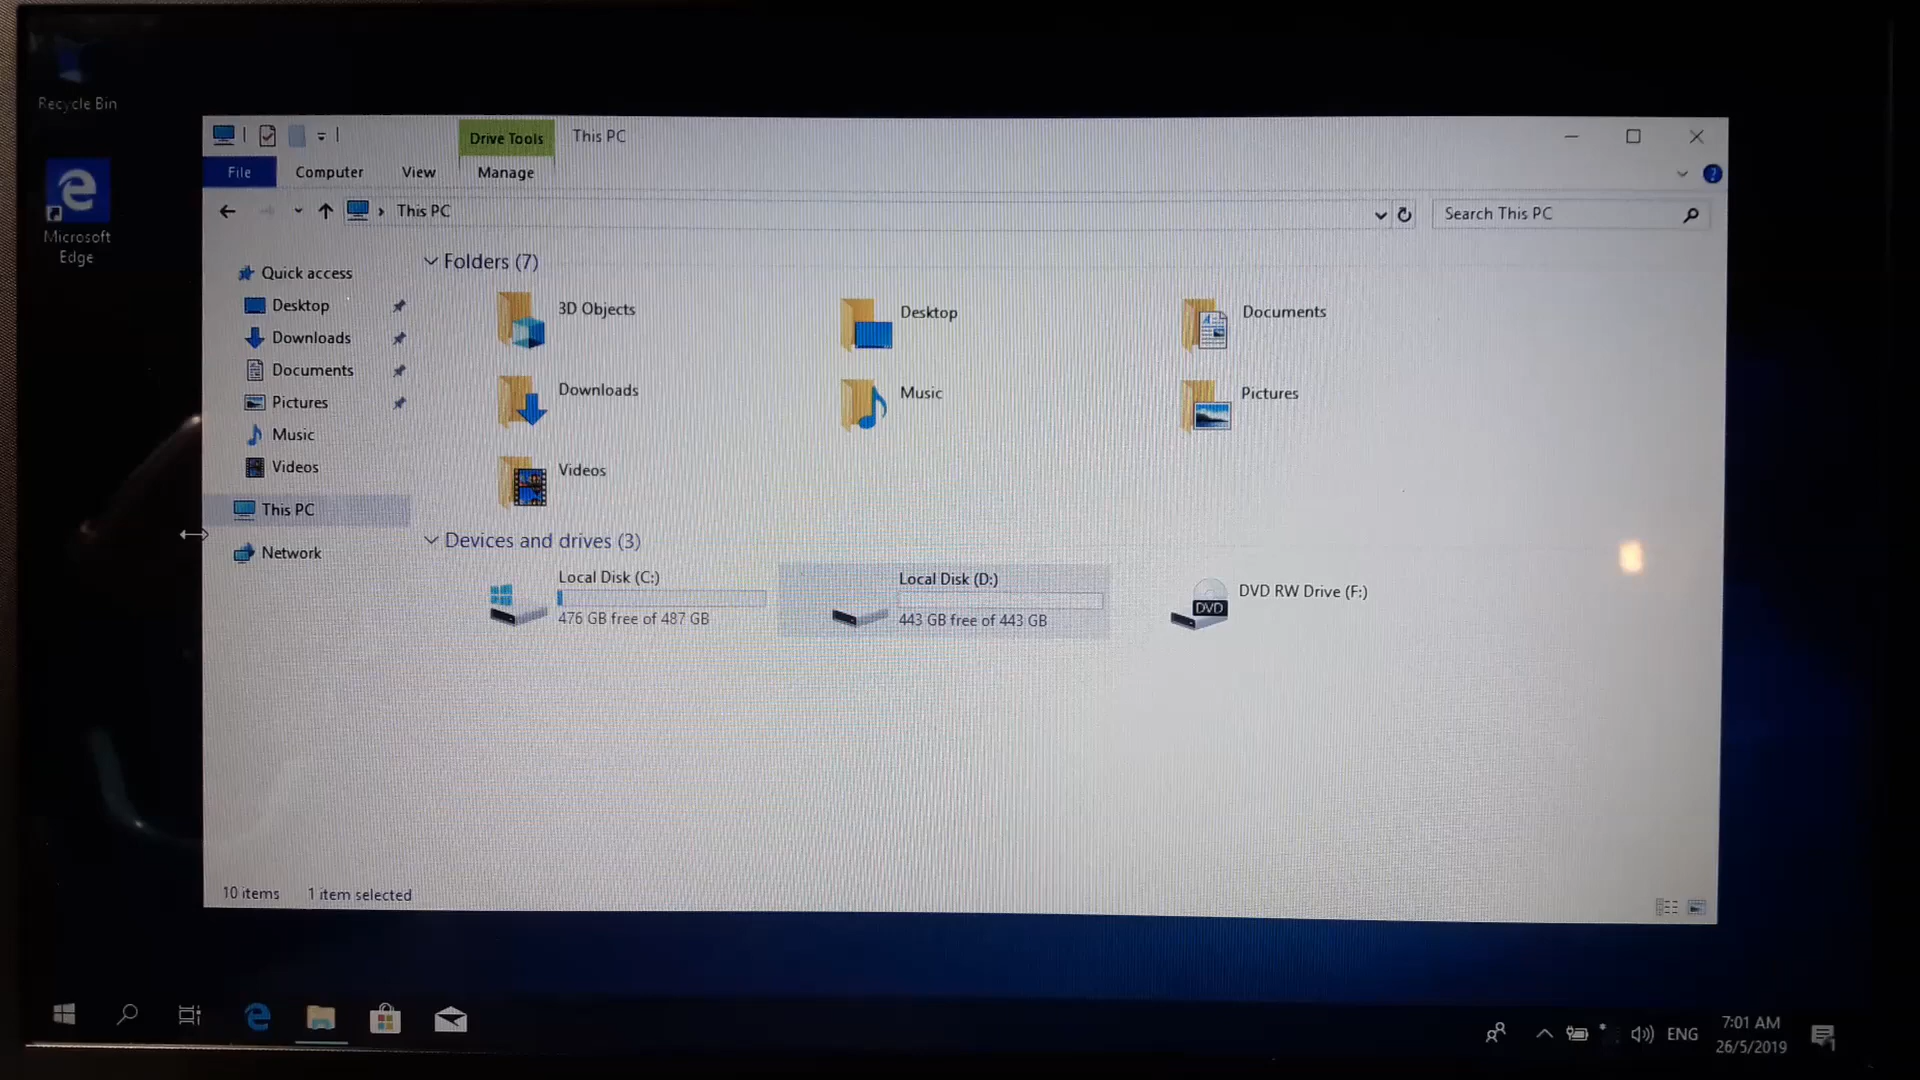 Recycle Bin
Microsoft
Edge
Drive Tools
This PC
File
Computer
View
Manage
This PC
Search This PC
Quick access
Desktop
Downloads
Documents
Pictures
Music
Videos
This PC
Network
Folders (7)
3D Objects
Desktop
Documents
Downloads
Music
Pictures
Videos
Devices and drives (3)
Local Disk (C:)
476 GB free of 487 GB
Local Disk (D:)
443 GB free of 443 GB
DVD
DVD RW Drive (F:)
10 items
1 item selected
ENG
7:01 AM
26/5/2019